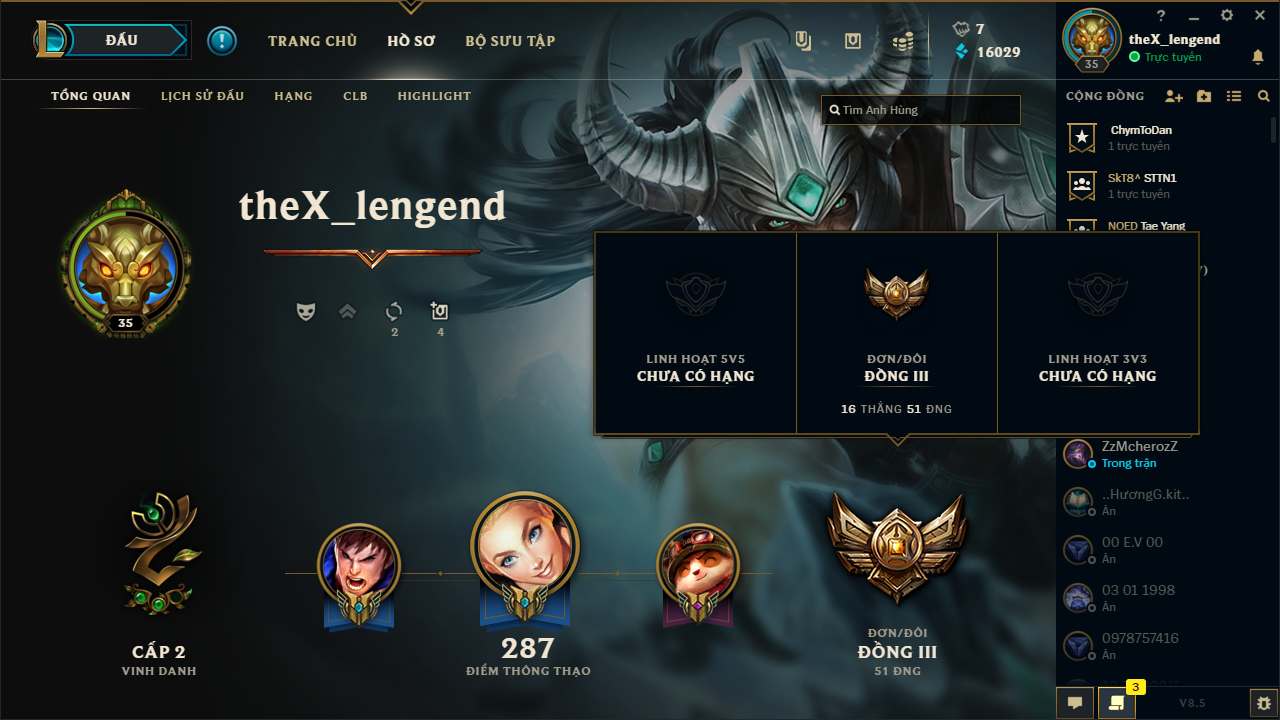 ĐẤU
TRANG CHỦ
HỒ SƠ
BỘ SƯU TẬP
7
16029
?
theX_lengend
Trực tuyến
35
TỔNG QUAN
LỊCH SỬ ĐẤU
HẠNG
CLB
HIGHLIGHT
Tìm Anh Hùng
CỘNG ĐỒNG
ChymToDan
1 trực tuyến
SkT8^ STTN1
1 trực tuyến
NOED Tae Yang
theX_lengend
35
2
4
LINH HOẠT 5V5
CHƯA CÓ HẠNG
ĐƠN/ĐÔI
ĐỒNG III
16 THẮNG 51 ĐNG
LINH HOẠT 3V3
CHƯA CÓ HẠNG
ZzMcherozZ
Trong trận
..HươngG.kit..
Ẩn
00 E.V 00
Ẩn
03 01 1998
Ẩn
0978757416
Ẩn
CẤP 2
VINH DANH
287
ĐIỂM THÔNG THẠO
ĐƠN/ĐÔI
ĐỒNG III
51 ĐNG
3
V8.5